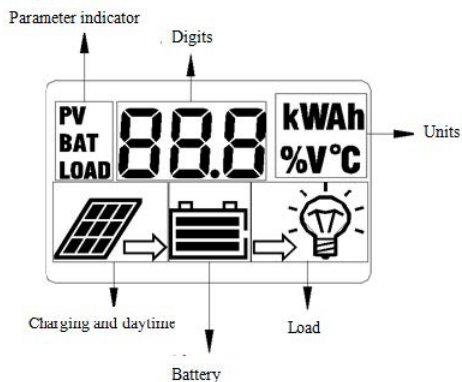 Parameter indicator
Digits
PV
BAT
LOAD
88.8
kWAh
%V°C
Units
Charging and daytime
Load
Battery